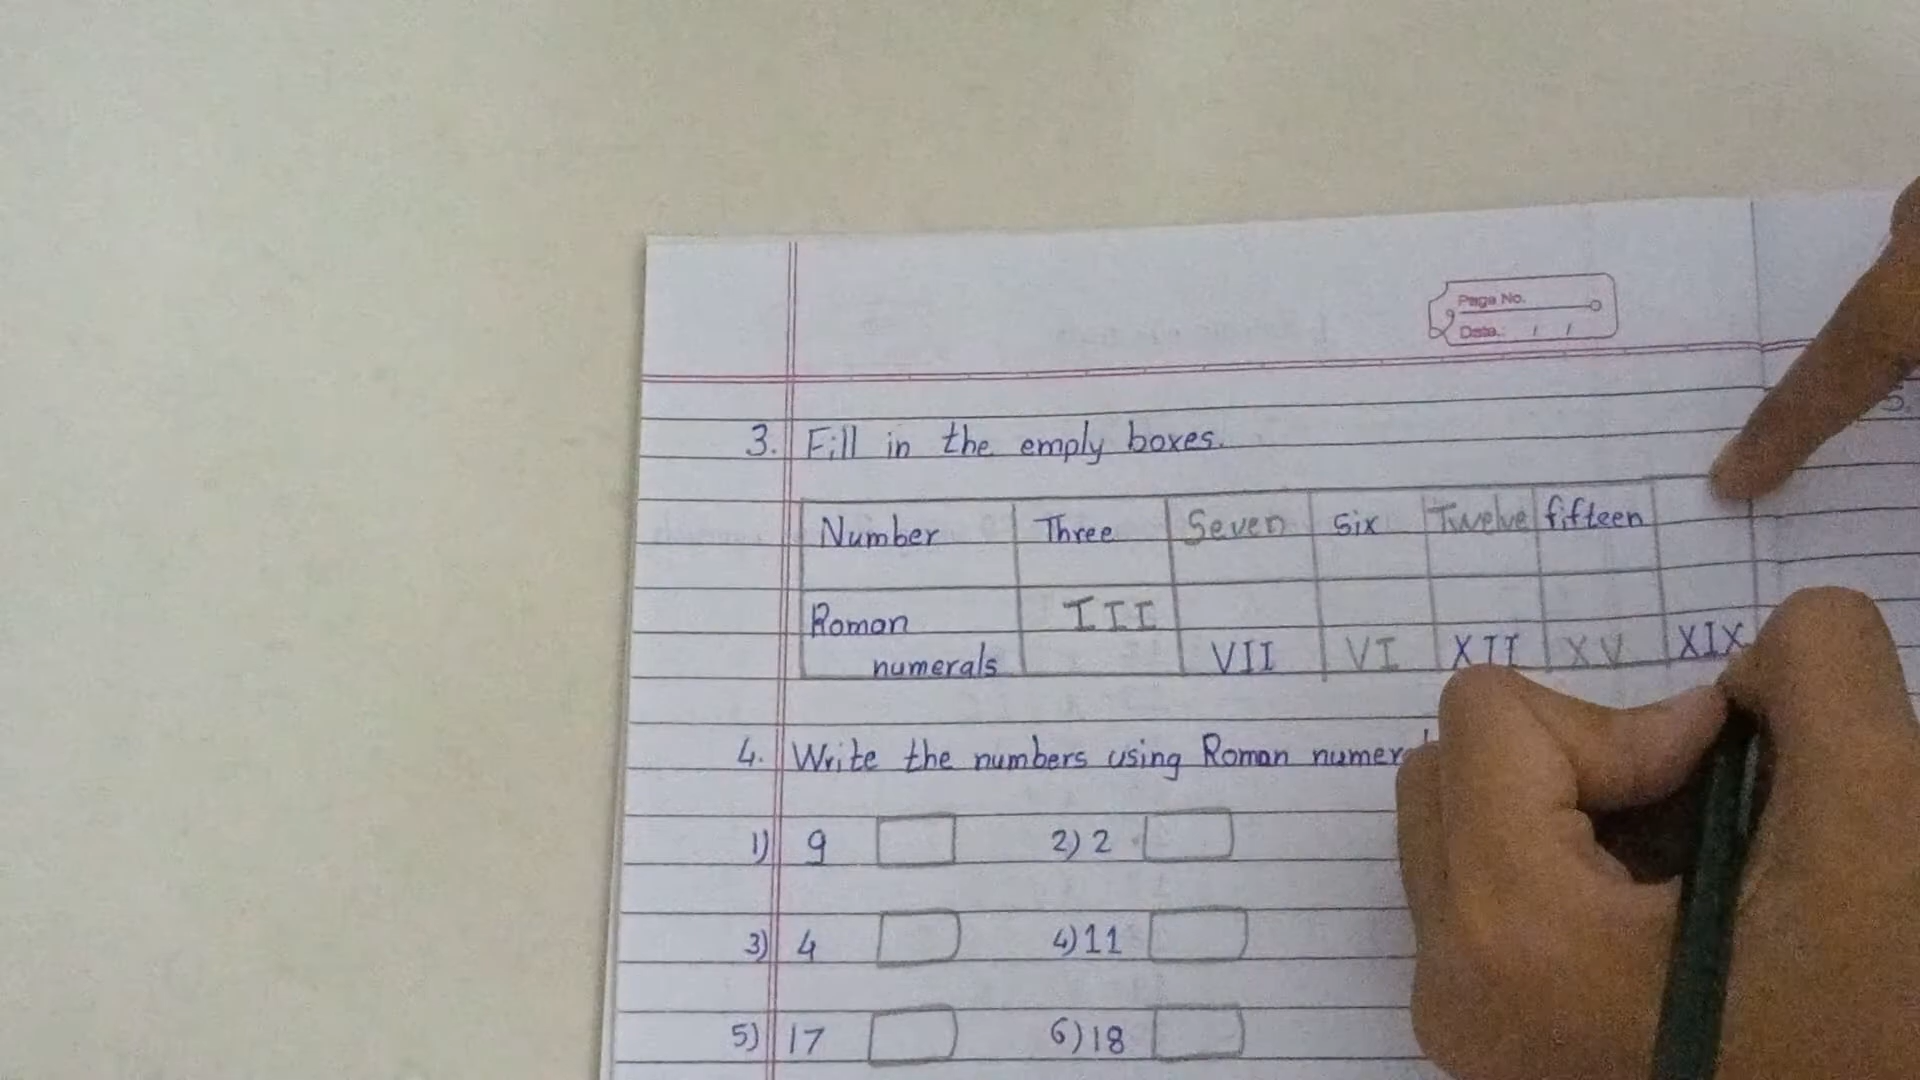 Page No.
Date.: / /
3. Fill in the emply boxes.
Number Three Seven six Twelve fifteen
Roman III
numerals VII VI XII XV XIX
4. Write the numbers using Roman
1) 9 2) 2
3) 4 4) 11
5) 17 6) 18